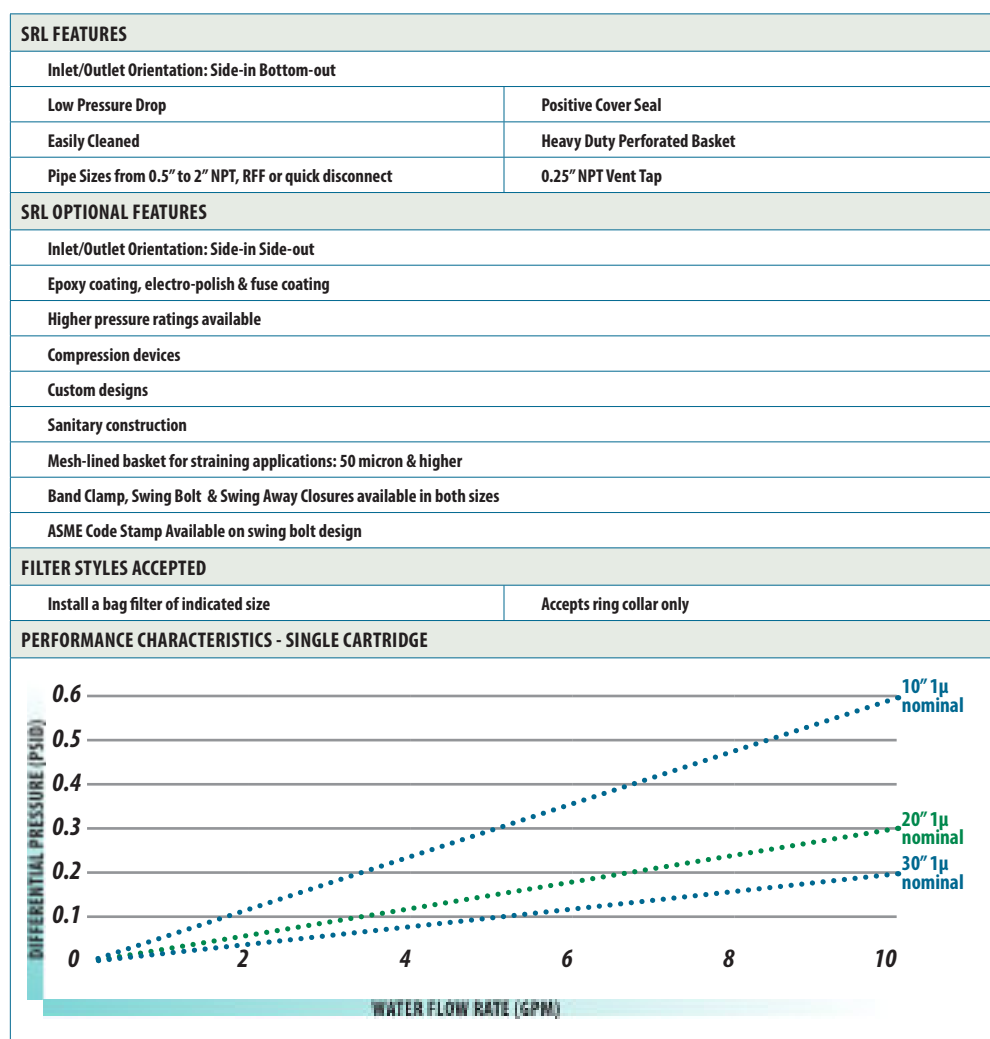 SRL FEATURES
Inlet/Outlet Orientation: Side-in Bottom-out
Low Pressure Drop
Positive Cover Seal
Easily Cleaned
Heavy Duty Perforated Basket
Pipe Sizes from 0.5” to 2” NPT, RFF or quick disconnect
0.25” NPT Vent Tap
SRL OPTIONAL FEATURES
Inlet/Outlet Orientation: Side-in Side-out
Epoxy coating, electro-polish & fuse coating
Higher pressure ratings available
Compression devices
Custom designs
Sanitary construction
Mesh-lined basket for straining applications: 50 micron & higher
Band Clamp, Swing Bolt & Swing Away Closures available in both sizes
ASME Code Stamp Available on swing bolt design
FILTER STYLES ACCEPTED
Install a bag filter of indicated size
Accepts ring collar only
PERFORMANCE CHARACTERISTICS - SINGLE CARTRIDGE
DIFFERENTIAL PRESSURE (PSID)
0.6
0.5
0.4
0.3
0.2
0.1
0
2
4
6
8
10
10” 1µ
nominal
20” 1µ
nominal
30” 1µ
nominal
WATER FLOW RATE (GPM)